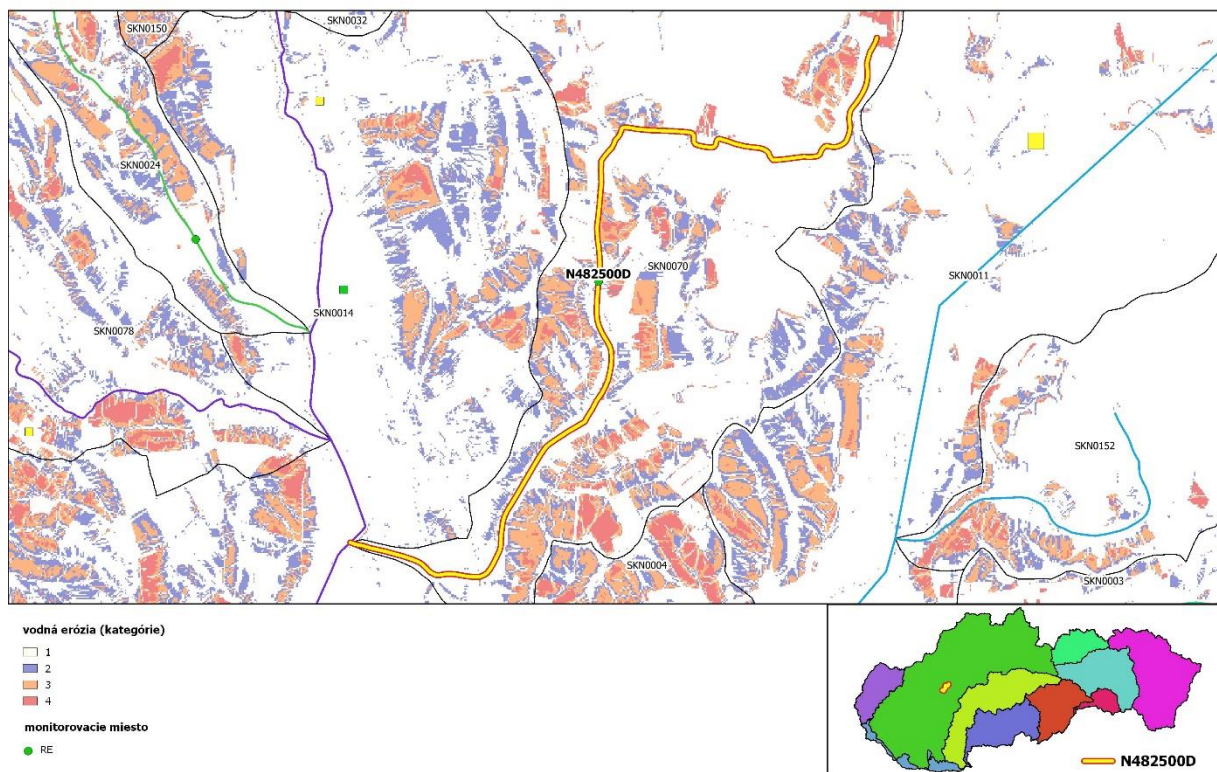 SKN0150
SKN0032
SKN0024
N482500D
SKN0070
SKN0011
SKN0014
SKN0078
SKN0152
SKN0004
SKN0003
vodná erózia (kategórie)
1
2
3
4
monitorovacie miesto
RE
N482500D